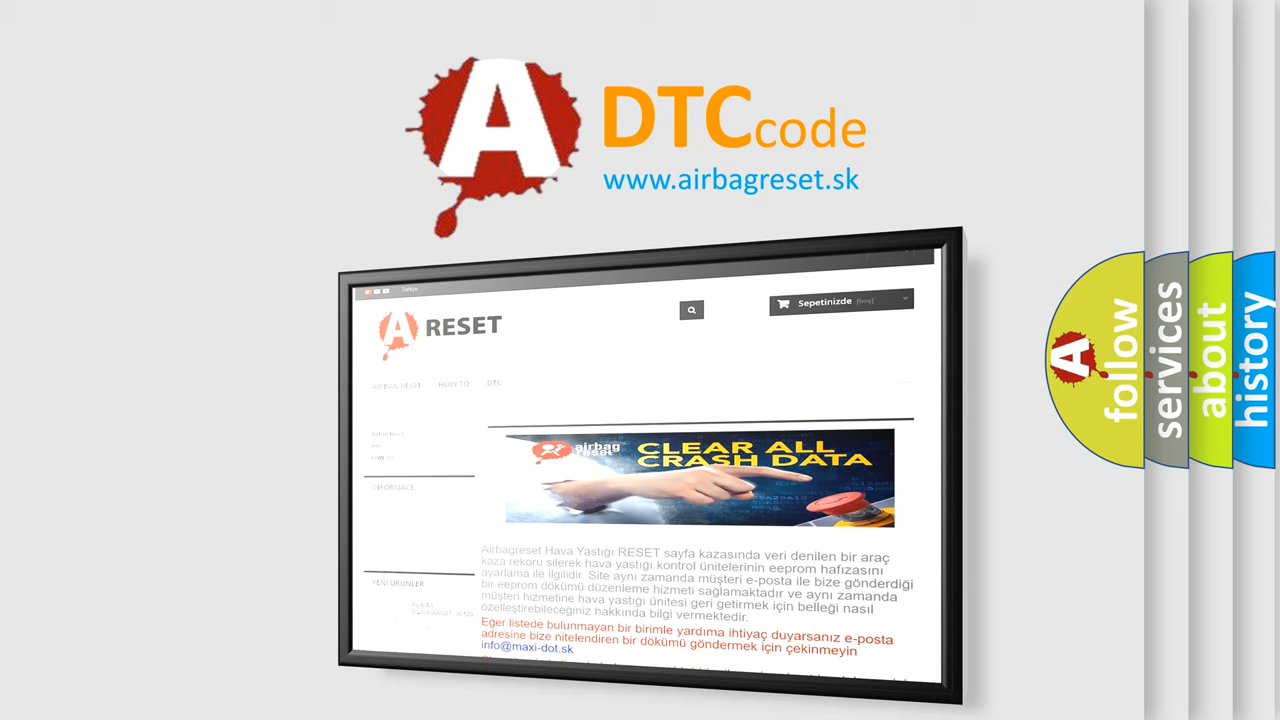 A
DTCcode
www.airbagreset.sk
Türkçe
A RESET
Sepetinizde [boş]
AIRBAG RESET HOW TO DTC
airbag reset
CLEAR ALL
CRASH DATA
INFORMACE
Airbagreset Hava Yastığı RESET sayfa kazasında veri denilen bir araç
kaza rekoru silerek hava yastığı kontrol ünitelerinin eeprom hafızasını
ayarlama ile ilgilidir. Site aynı zamanda müşteri e-posta ile bize gönderdiği
bir eeprom dökümü düzenleme hizmeti sağlamaktadır ve aynı zamanda
müşteri hizmetine hava yastığı ünitesi geri getirmek için belleği nasıl
özelleştirebileceğiniz hakkında bilgi vermektedir.
Eğer listede bulunmayan bir birimle yardıma ihtiyaç duyarsanız e-posta
adresine bize nitelendiren bir dökümü göndermek için çekinmeyin
info@maxi-dot.sk
YENI ÜRÜNLER
A
follow
services
about
history